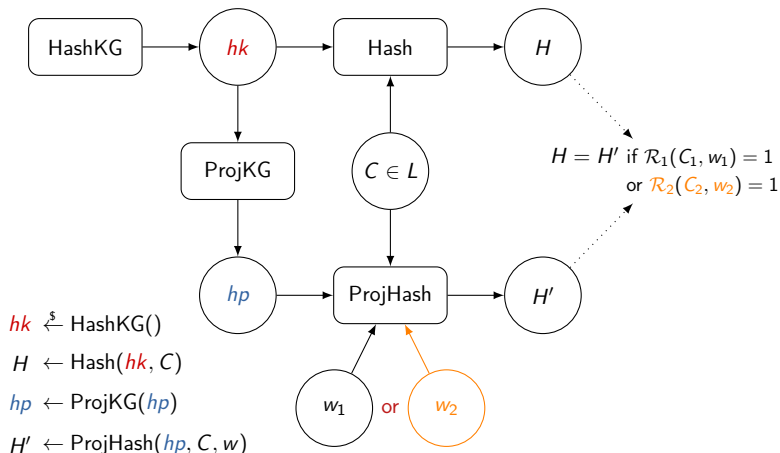 HashKG hk Hash H
ProjKG C ∈ L H = H′ if R₁(C₁, w₁) = 1
or R₂(C₂, w₂) = 1
hp ProjHash H′
hk ←$ HashKG()
H ← Hash(hk, C)
hp ← ProjKG(hp)
w₁ or w₂
H′ ← ProjHash(hp, C, w)